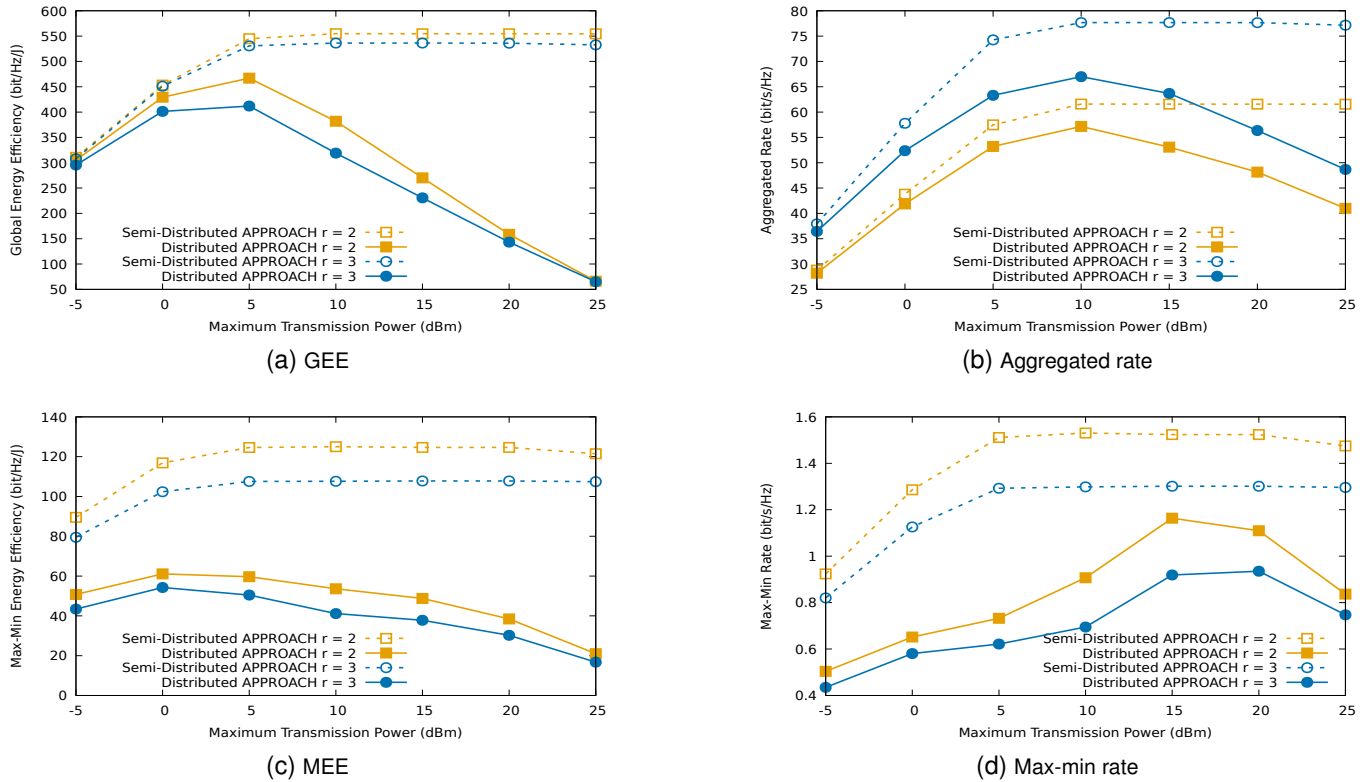 600
550
500
450
400
350
300
250
200
150
100
50
-5 0 5 10 15 20 25
Global Energy Efficiency (bit/Hz/J)
Maximum Transmission Power (dBm)
Semi-Distributed APPROACH r = 2
Distributed APPROACH r = 2
Semi-Distributed APPROACH r = 3
Distributed APPROACH r = 3
(a) GEE
80
75
70
65
60
55
50
45
40
35
30
25
-5 0 5 10 15 20 25
Aggregated Rate (bit/s/Hz)
Maximum Transmission Power (dBm)
Semi-Distributed APPROACH r = 2
Distributed APPROACH r = 2
Semi-Distributed APPROACH r = 3
Distributed APPROACH r = 3
(b) Aggregated rate
140
120
100
80
60
40
20
0
-5 0 5 10 15 20 25
Max-Min Energy Efficiency (bit/Hz/J)
Maximum Transmission Power (dBm)
Semi-Distributed APPROACH r = 2
Distributed APPROACH r = 2
Semi-Distributed APPROACH r = 3
Distributed APPROACH r = 3
(c) MEE
1.6
1.4
1.2
1
0.8
0.6
0.4
-5 0 5 10 15 20 25
Max-Min Rate (bit/s/Hz)
Maximum Transmission Power (dBm)
Semi-Distributed APPROACH r = 2
Distributed APPROACH r = 2
Semi-Distributed APPROACH r = 3
Distributed APPROACH r = 3
(d) Max-min rate